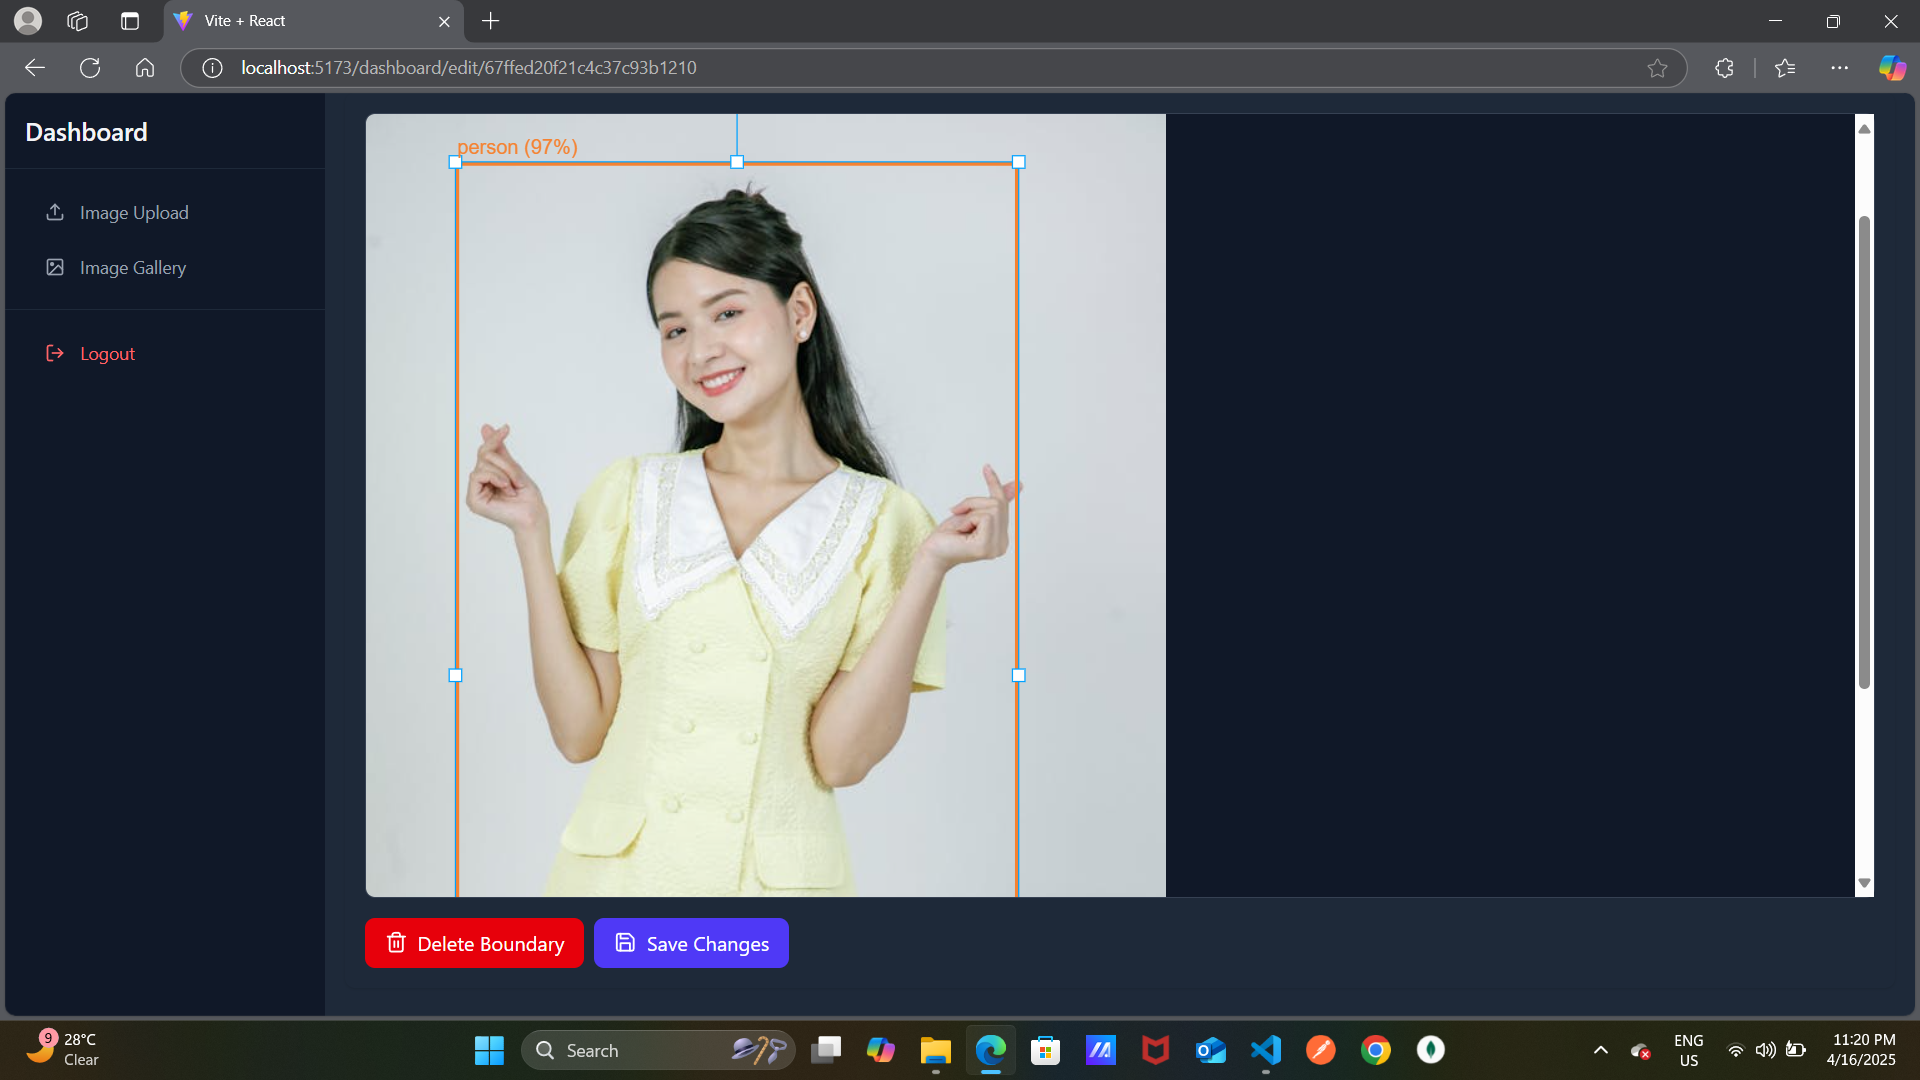 Vite + React
localhost:5173/dashboard/edit/67ffed20f21c4c37c93b1210
Dashboard
Image Upload
Image Gallery
Logout
person (97%)
Delete Boundary
Save Changes
9
28°C
Clear
Search
ENG
US
11:20 PM
4/16/2025